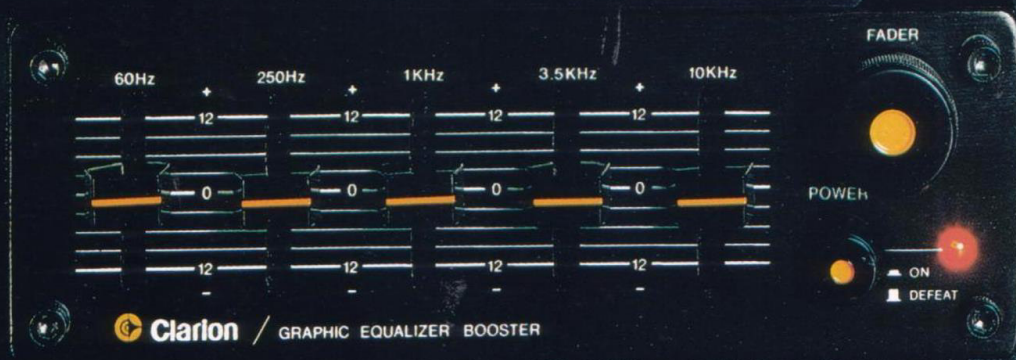 FADER
60Hz 250Hz 1KHz 3.5KHz 10KHz
+ + + +
12 12 12 12
0 0 0 0
POWER
12 12 12 12
ON
- - - -
DEFEAT
Clarion / GRAPHIC EQUALIZER BOOSTER